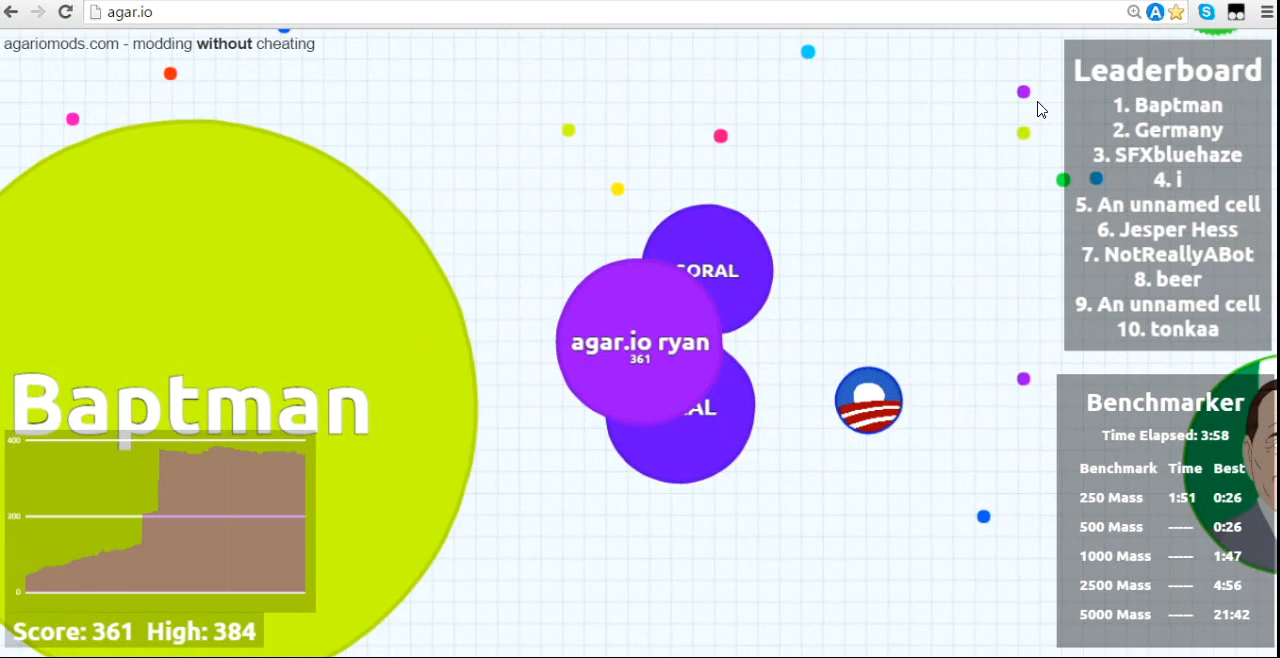 agar.io
agariomods.com - modding without cheating
Leaderboard
1. Baptman
2. Germany
3. SFXbluehaze
4. i
5. An unnamed cell
6. Jesper Hess
7. NotReallyABot
8. beer
9. An unnamed cell
10. tonkaa
ORAL
agar.io ryan
361
AL
Baptman
400
200
0
Score: 361 High: 384
Benchmarker
Time Elapsed: 3:58
Benchmark Time Best
250 Mass 1:51 0:26
500 Mass ----- 0:26
1000 Mass ----- 1:47
2500 Mass ----- 4:56
5000 Mass ----- 21:42